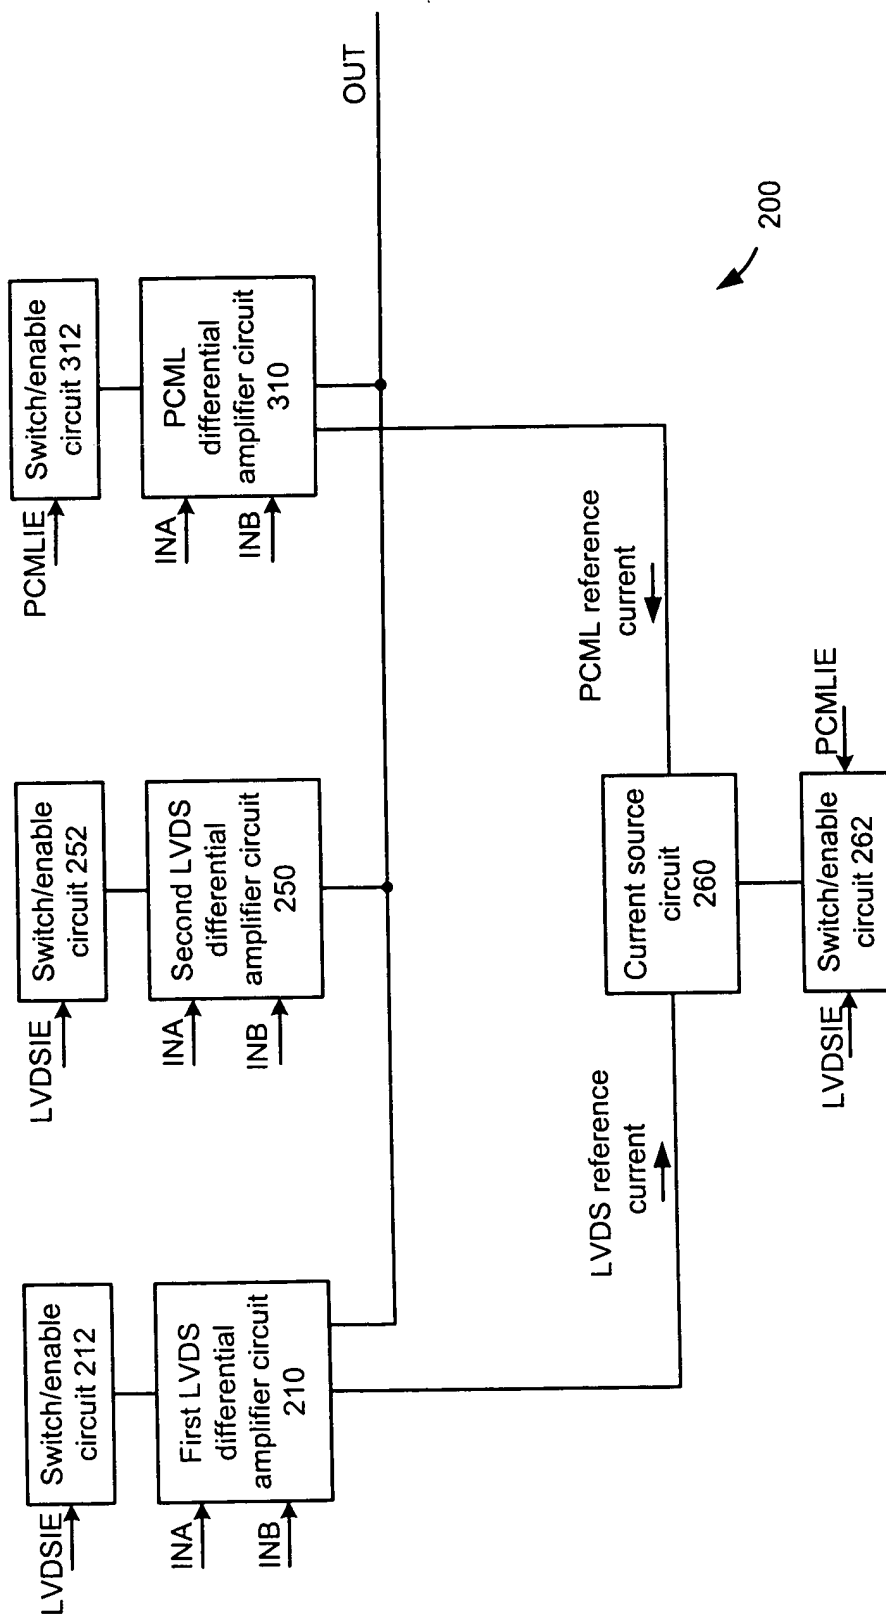 LVDSIE
Switch/enable
circuit 212
INA
INB
First LVDS
differential
amplifier circuit
210
LVDSIE
Switch/enable
circuit 252
INA
INB
Second LVDS
differential
amplifier circuit
250
PCMLIE
Switch/enable
circuit 312
INA
INB
PCML
differential
amplifier circuit
310
OUT
LVDS reference
current
Current source
circuit
260
PCML reference
current
LVDSIE
Switch/enable
circuit 262
PCMLIE
200